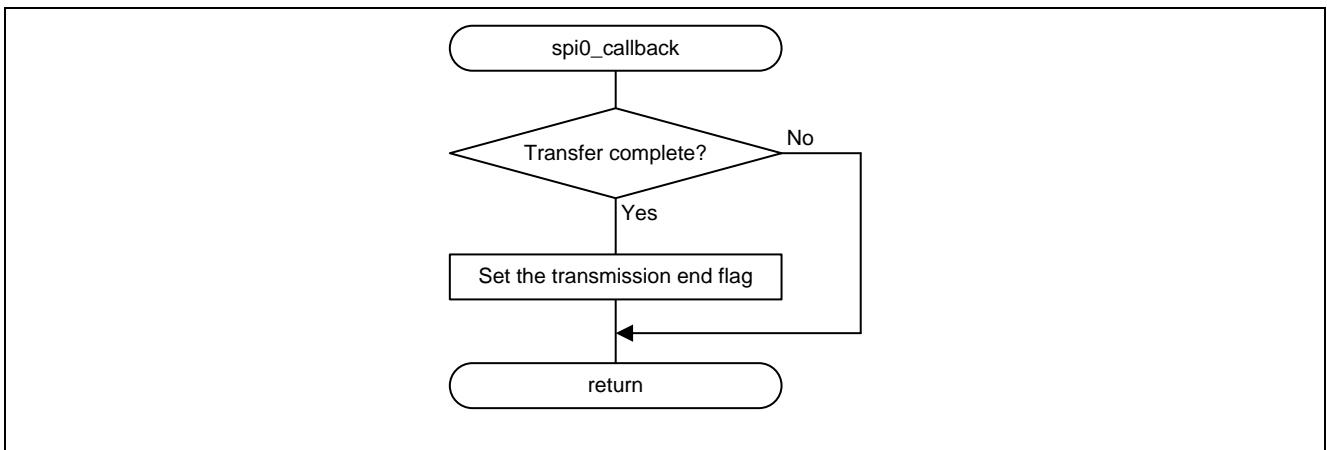 spi0_callback
Transfer complete?
No
Yes
Set the transmission end flag
return